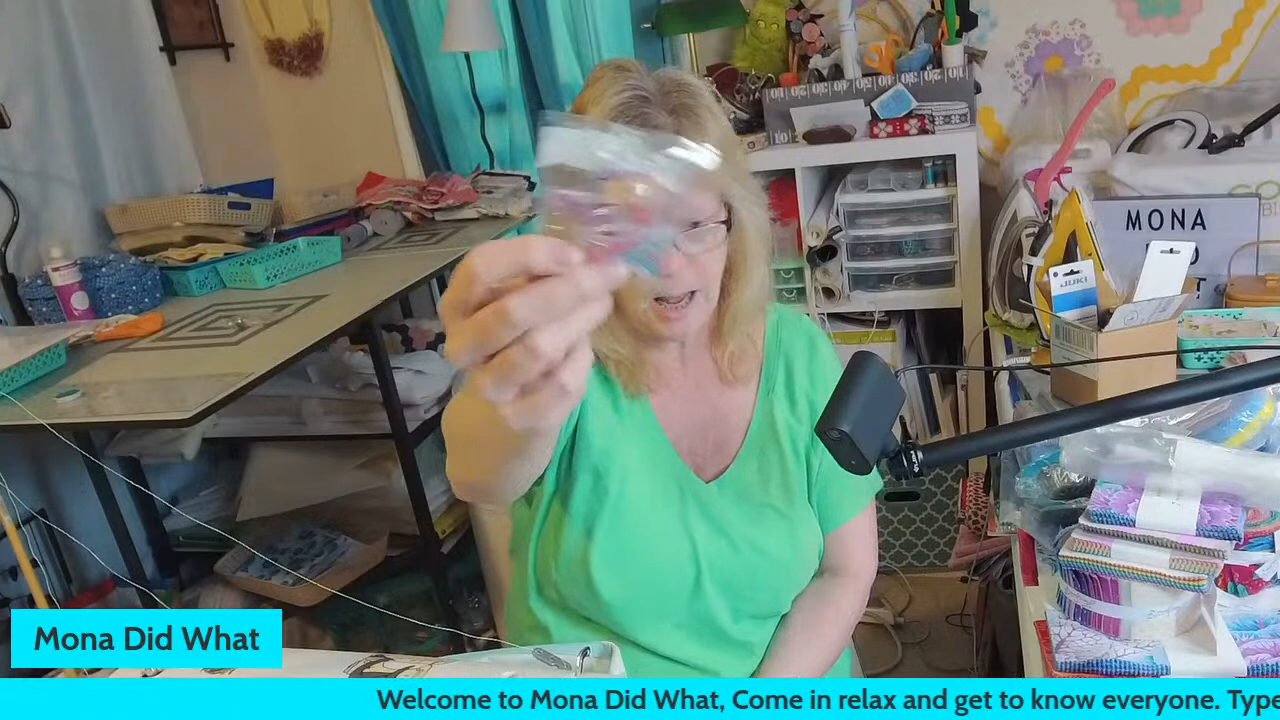 MONA
JUKI
Mona Did What
Welcome to Mona Did What, Come in relax and get to know everyone. Type